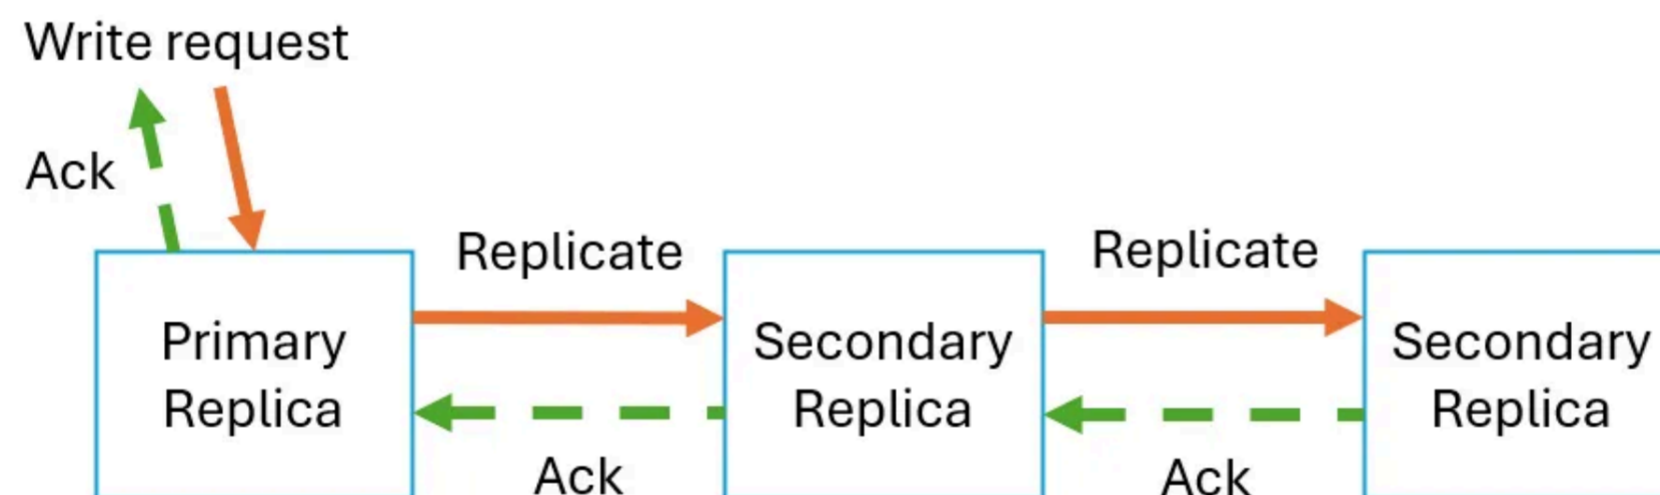 Write request
Ack
Replicate
Replicate
Primary
Replica
Secondary
Replica
Secondary
Replica
Ack
Ack